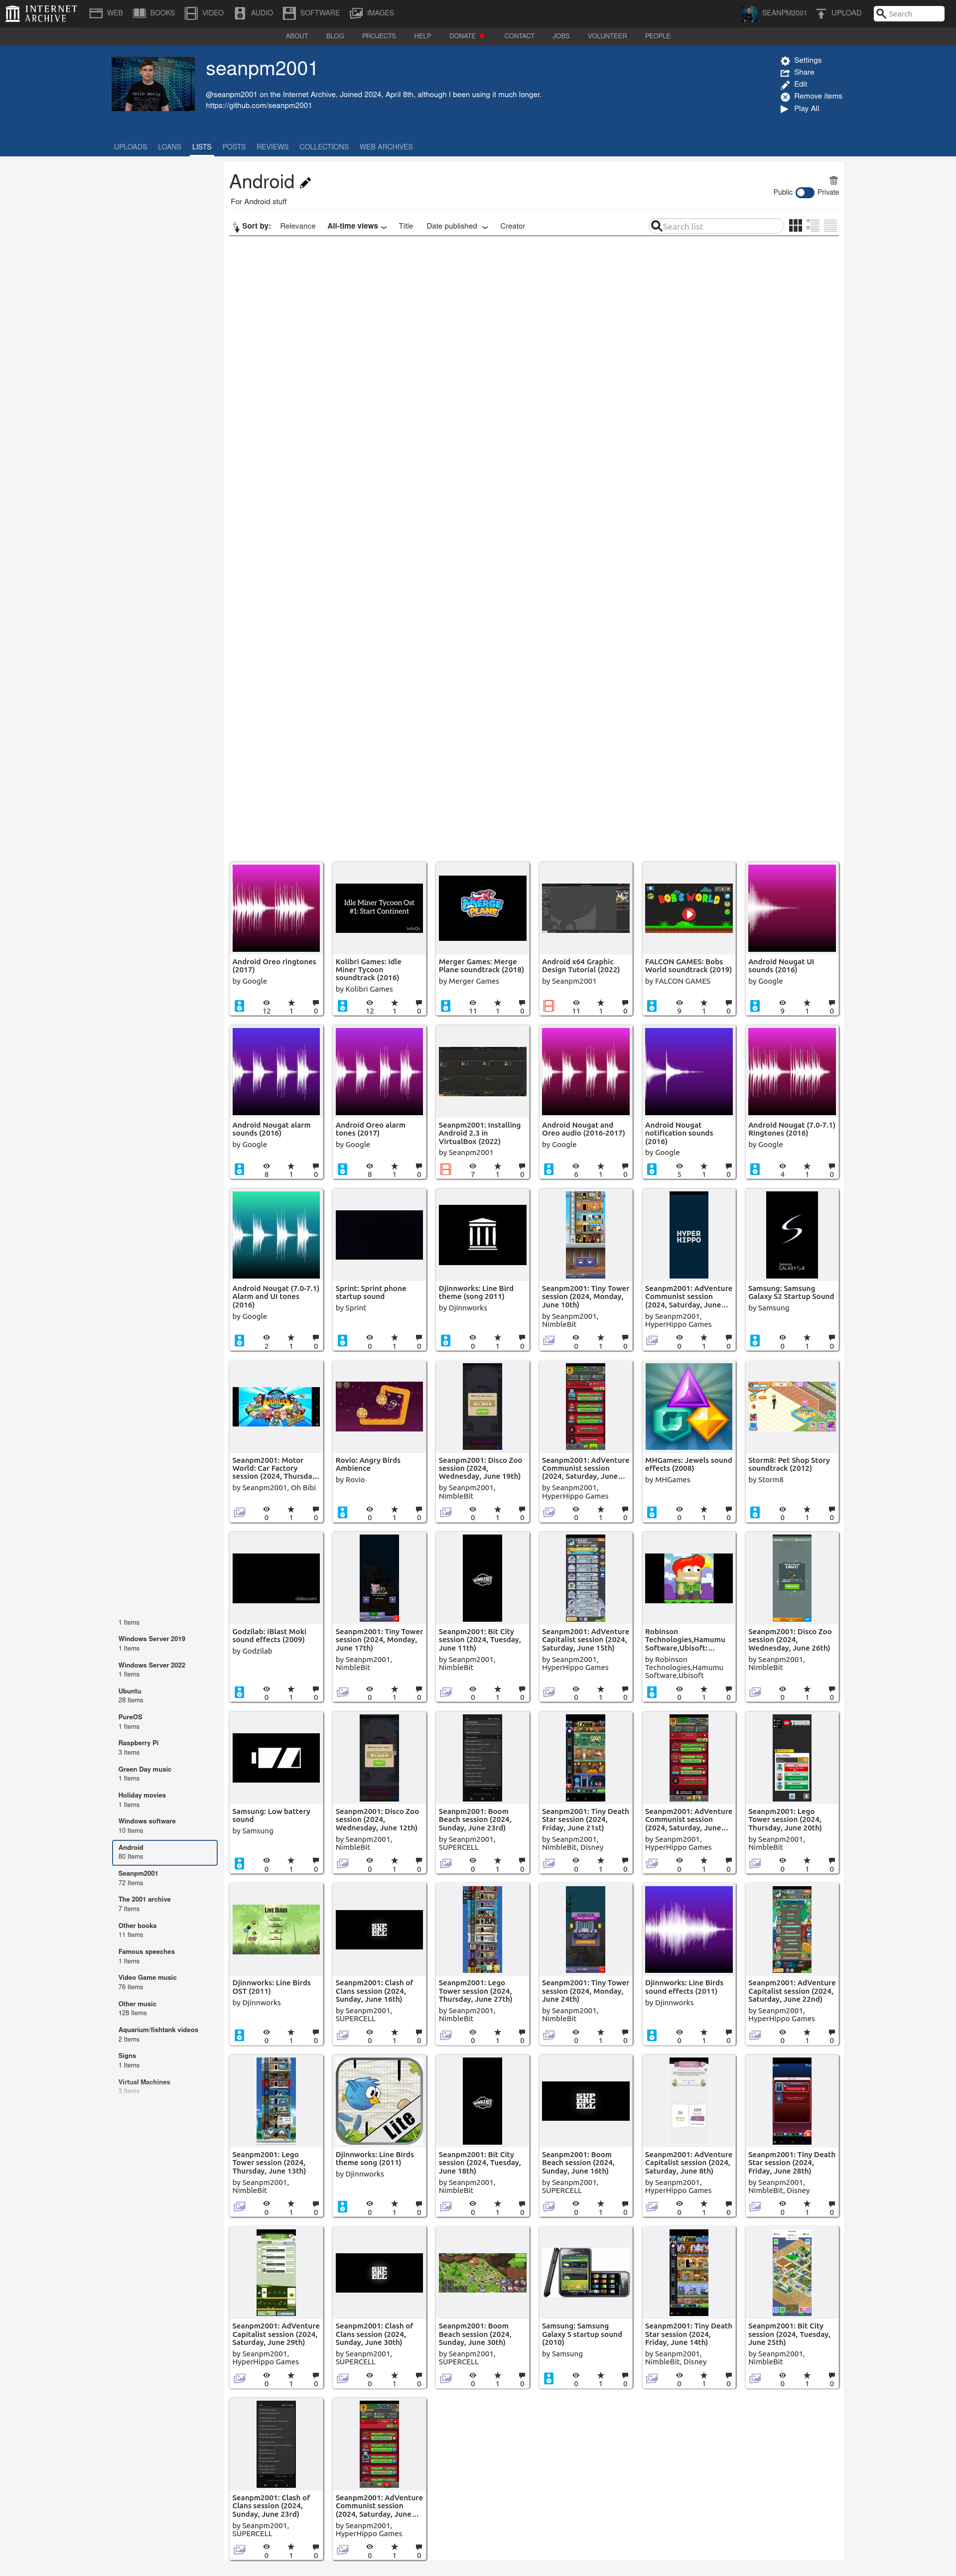 INTERNET ARCHIVE
WEB BOOKS VIDEO AUDIO SOFTWARE IMAGES SEANPM2001 UPLOAD Search
ABOUT BLOG PROJECTS HELP DONATE CONTACT JOBS VOLUNTEER PEOPLE
seanpm2001
@seanpm2001 on the Internet Archive. Joined 2024, April 8th, although I been using it much longer.
https://github.com/seanpm2001
Settings
Share
Edit
Remove items
Play All
UPLOADS LOANS LISTS POSTS REVIEWS COLLECTIONS WEB ARCHIVES
Android
Public Private
For Android stuff
Sort by: Relevance All-time views Title Date published Creator Search list
1 Items
Windows Server 2019
1 Items
Windows Server 2022
1 Items
Ubuntu
28 Items
PureOS
1 Items
Raspberry Pi
3 Items
Green Day music
1 Items
Holiday movies
1 Items
Windows software
10 Items
Android
80 Items
Seanpm2001
72 Items
The 2001 archive
7 Items
Other books
11 Items
Famous speeches
1 Items
Video Game music
76 Items
Other music
128 Items
Aquarium/fishtank videos
2 Items
Signs
1 Items
Virtual Machines
3 Items
Android Oreo ringtones
(2017)
by Google
12 1 0
Idle Miner Tycoon Ost
#1: Start Continent
Kolibri Games: Idle
Miner Tycoon
soundtrack (2016)
by Kolibri Games
12 1 0
MERGE PLANE
Merger Games: Merge
Plane soundtrack (2018)
by Merger Games
11 1 0
Android x64 Graphic
Design Tutorial (2022)
by Seanpm2001
11 1 0
BOB'S WORLD
FALCON GAMES: Bobs
World soundtrack (2019)
by FALCON GAMES
9 1 0
Android Nougat UI
sounds (2016)
by Google
9 1 0
Android Nougat alarm
sounds (2016)
by Google
8 1 0
Android Oreo alarm
tones (2017)
by Google
8 1 0
Seanpm2001: Installing
Android 2.3 in
VirtualBox (2022)
by Seanpm2001
7 1 0
Android Nougat and
Oreo audio (2016-2017)
by Google
6 1 0
Android Nougat
notification sounds
(2016)
by Google
5 1 0
Android Nougat (7.0-7.1)
Ringtones (2016)
by Google
4 1 0
Android Nougat (7.0-7.1)
Alarm and UI tones
(2016)
by Google
2 1 0
Sprint: Sprint phone
startup sound
by Sprint
0 1 0
Djinnworks: Line Bird
theme (song 2011)
by Djinnworks
0 1 0
Seanpm2001: Tiny Tower
session (2024, Monday,
June 10th)
by Seanpm2001,
NimbleBit
0 1 0
HYPER
HIPPO
Seanpm2001: AdVenture
Communist session
(2024, Saturday, June…
by Seanpm2001,
HyperHippo Games
0 1 0
GALAXY S II
Samsung: Samsung
Galaxy S2 Startup Sound
by Samsung
0 1 0
Seanpm2001: Motor
World: Car Factory
session (2024, Thursda…
by Seanpm2001, Oh Bibi
0 1 0
Rovio: Angry Birds
Ambience
by Rovio
0 1 0
Seanpm2001: Disco Zoo
session (2024,
Wednesday, June 19th)
by Seanpm2001,
NimbleBit
0 1 0
Seanpm2001: AdVenture
Communist session
(2024, Saturday, June…
by Seanpm2001,
HyperHippo Games
0 1 0
MHGames: Jewels sound
effects (2008)
by MHGames
0 1 0
Storm8: Pet Shop Story
soundtrack (2012)
by Storm8
0 1 0
Godzilab: iBlast Moki
sound effects (2009)
by Godzilab
0 1 0
Seanpm2001: Tiny Tower
session (2024, Monday,
June 17th)
by Seanpm2001,
NimbleBit
0 1 0
Seanpm2001: Bit City
session (2024, Tuesday,
June 11th)
by Seanpm2001,
NimbleBit
0 1 0
Seanpm2001: AdVenture
Capitalist session (2024,
Saturday, June 15th)
by Seanpm2001,
HyperHippo Games
0 1 0
Robinson
Technologies,Hamumu
Software,Ubisoft:…
by Robinson
Technologies,Hamumu
Software,Ubisoft
0 1 0
Seanpm2001: Disco Zoo
session (2024,
Wednesday, June 26th)
by Seanpm2001,
NimbleBit
0 1 0
Samsung: Low battery
sound
by Samsung
0 1 0
Seanpm2001: Disco Zoo
session (2024,
Wednesday, June 12th)
by Seanpm2001,
NimbleBit
0 1 0
Seanpm2001: Boom
Beach session (2024,
Sunday, June 23rd)
by Seanpm2001,
SUPERCELL
0 1 0
Seanpm2001: Tiny Death
Star session (2024,
Friday, June 21st)
by Seanpm2001,
NimbleBit, Disney
0 1 0
Seanpm2001: AdVenture
Communist session
(2024, Saturday, June…
by Seanpm2001,
HyperHippo Games
0 1 0
TOWER
Seanpm2001: Lego
Tower session (2024,
Thursday, June 20th)
by Seanpm2001,
NimbleBit
0 1 0
LINE BIRDS
Djinnworks: Line Birds
OST (2011)
by Djinnworks
0 1 0
SUPERCELL
Seanpm2001: Clash of
Clans session (2024,
Sunday, June 16th)
by Seanpm2001,
SUPERCELL
0 1 0
Seanpm2001: Lego
Tower session (2024,
Thursday, June 27th)
by Seanpm2001,
NimbleBit
0 1 0
Seanpm2001: Tiny Tower
session (2024, Monday,
June 24th)
by Seanpm2001,
NimbleBit
0 1 0
Djinnworks: Line Birds
sound effects (2011)
by Djinnworks
0 1 0
Seanpm2001: AdVenture
Capitalist session (2024,
Saturday, June 22nd)
by Seanpm2001,
HyperHippo Games
0 1 0
Seanpm2001: Lego
Tower session (2024,
Thursday, June 13th)
by Seanpm2001,
NimbleBit
0 1 0
Lite
Djinnworks: Line Birds
theme song (2011)
by Djinnworks
0 1 0
Seanpm2001: Bit City
session (2024, Tuesday,
June 18th)
by Seanpm2001,
NimbleBit
0 1 0
SUPERCELL
Seanpm2001: Boom
Beach session (2024,
Sunday, June 16th)
by Seanpm2001,
SUPERCELL
0 1 0
Seanpm2001: AdVenture
Capitalist session (2024,
Saturday, June 8th)
by Seanpm2001,
HyperHippo Games
0 1 0
Seanpm2001: Tiny Death
Star session (2024,
Friday, June 28th)
by Seanpm2001,
NimbleBit, Disney
0 1 0
Seanpm2001: AdVenture
Capitalist session (2024,
Saturday, June 29th)
by Seanpm2001,
HyperHippo Games
0 1 0
SUPERCELL
Seanpm2001: Clash of
Clans session (2024,
Sunday, June 30th)
by Seanpm2001,
SUPERCELL
0 1 0
Seanpm2001: Boom
Beach session (2024,
Sunday, June 30th)
by Seanpm2001,
SUPERCELL
0 1 0
Samsung: Samsung
Galaxy S startup sound
(2010)
by Samsung
0 1 0
Seanpm2001: Tiny Death
Star session (2024,
Friday, June 14th)
by Seanpm2001,
NimbleBit, Disney
0 1 0
Seanpm2001: Bit City
session (2024, Tuesday,
June 25th)
by Seanpm2001,
NimbleBit
0 1 0
Seanpm2001: Clash of
Clans session (2024,
Sunday, June 23rd)
by Seanpm2001,
SUPERCELL
0 1 0
Seanpm2001: AdVenture
Communist session
(2024, Saturday, June…
by Seanpm2001,
HyperHippo Games
0 1 0